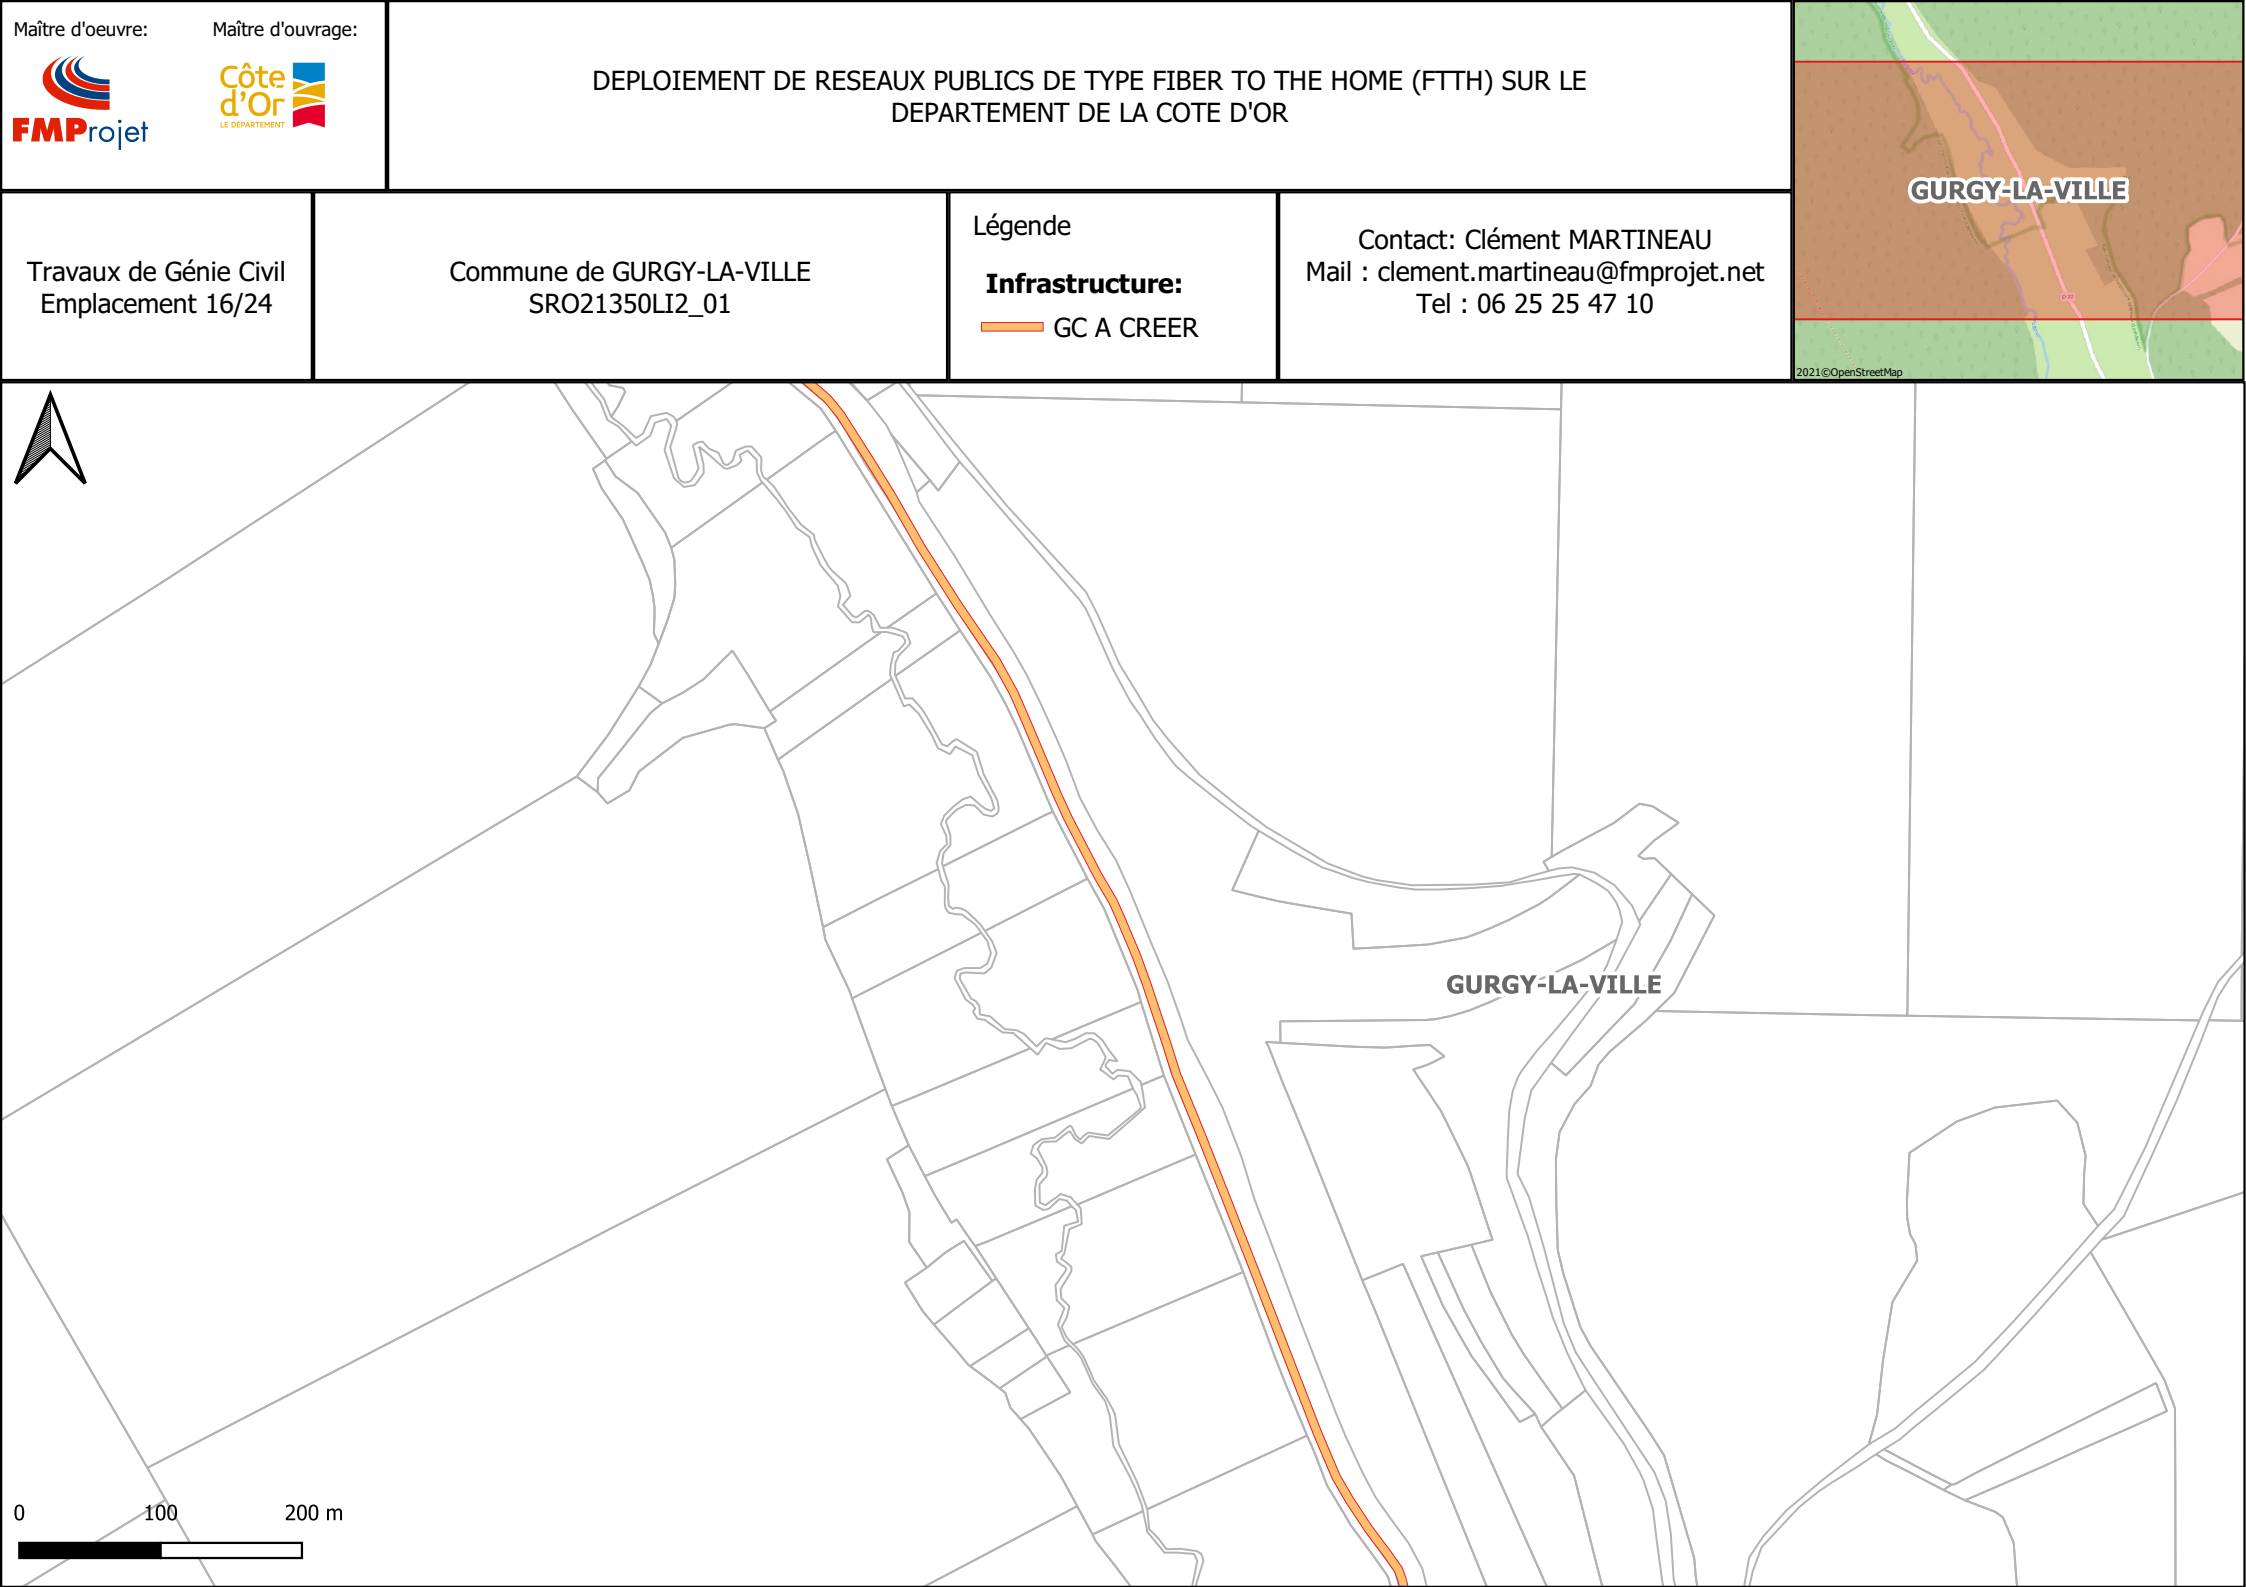 Maître d'oeuvre:
Maître d'ouvrage:
FMProjet
Côte
d'Or
LE DÉPARTEMENT
DEPLOIEMENT DE RESEAUX PUBLICS DE TYPE FIBER TO THE HOME (FTTH) SUR LE
DEPARTEMENT DE LA COTE D'OR
Travaux de Génie Civil
Emplacement 16/24
Commune de GURGY-LA-VILLE
SRO21350LI2_01
Légende
Infrastructure:
GC A CREER
Contact: Clément MARTINEAU
Mail : clement.martineau@fmprojet.net
Tel : 06 25 25 47 10
GURGY-LA-VILLE
D 22
2021©OpenStreetMap
GURGY-LA-VILLE
0 100 200 m